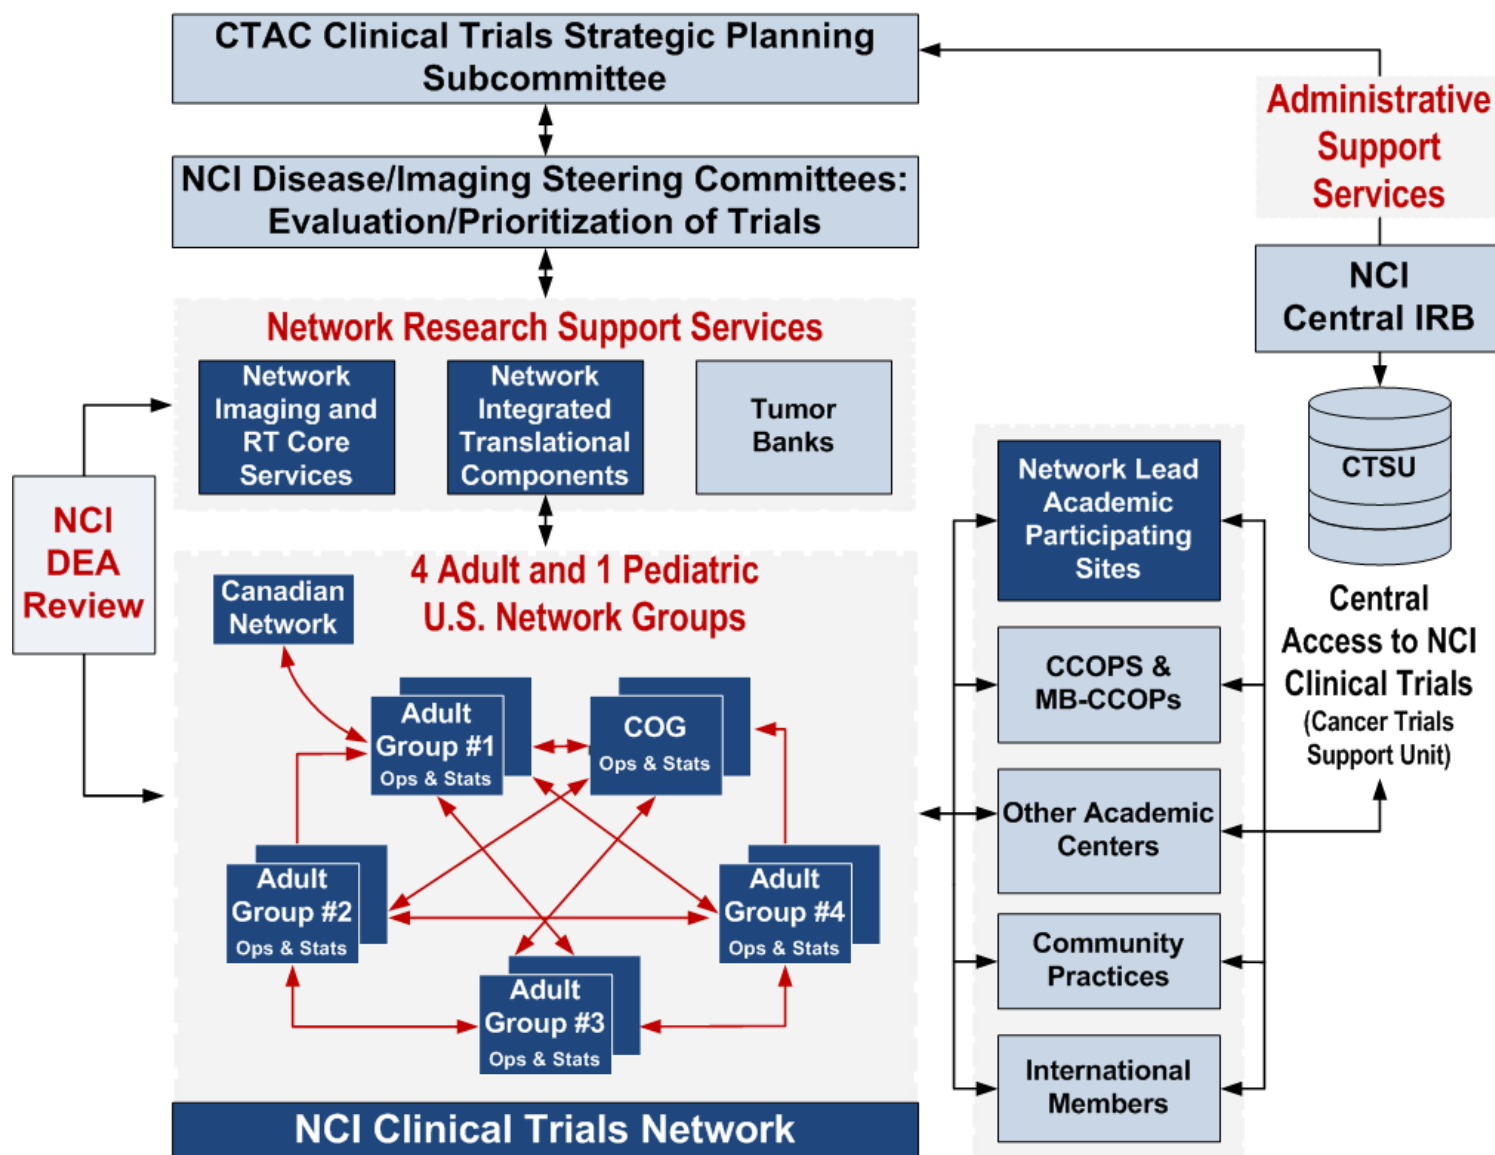 CTAC Clinical Trials Strategic Planning
Subcommittee
NCI Disease/Imaging Steering Committees:
Evaluation/Prioritization of Trials
Administrative
Support
Services
NCI
Central IRB
CTSU
Central
Access to NCI
Clinical Trials
(Cancer Trials
Support Unit)
Network Research Support Services
Network
Imaging and
RT Core
Services
Network
Integrated
Translational
Components
Tumor
Banks
NCI
DEA
Review
4 Adult and 1 Pediatric
U.S. Network Groups
Canadian
Network
Adult
Group #1
Ops & Stats
COG
Ops & Stats
Adult
Group #2
Ops & Stats
Adult
Group #4
Ops & Stats
Adult
Group #3
Ops & Stats
NCI Clinical Trials Network
Network Lead
Academic
Participating
Sites
CCOPS &
MB-CCOPs
Other Academic
Centers
Community
Practices
International
Members